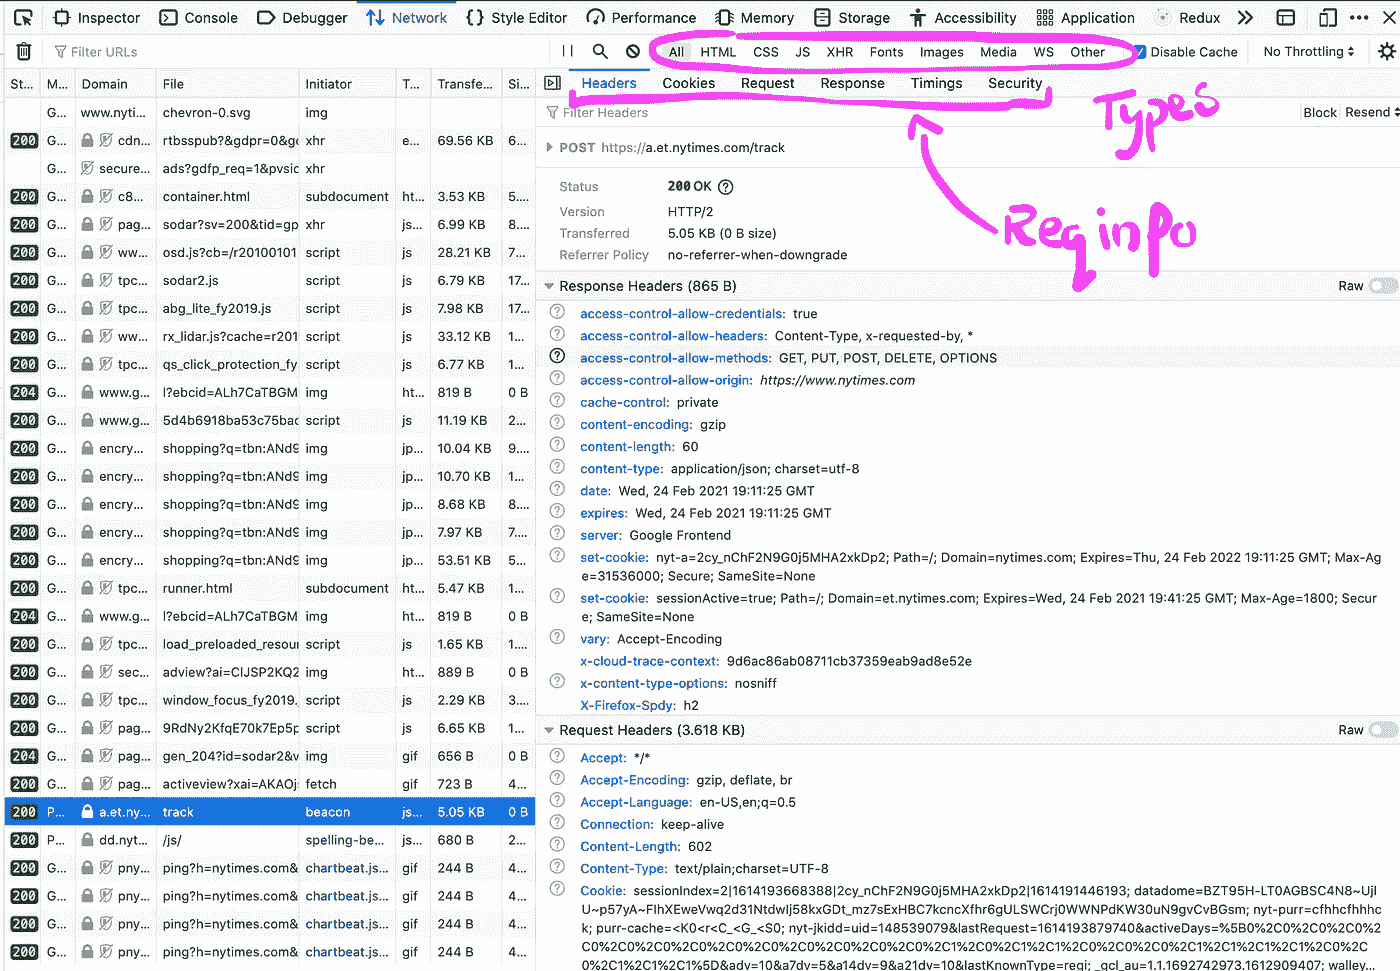 Inspector Console Debugger Network Style Editor Performance Memory Storage Accessibility Application Redux
Filter URLs All HTML CSS JS XHR Fonts Images Media WS Other Disable Cache No Throttling
St... M... Domain File Initiator T... Transfe... Si...
Headers Cookies Request Response Timings Security
Types
Filter Headers Block Resend
POST https://a.et.nytimes.com/track
Status 200 OK
Version HTTP/2
Transferred 5.05 KB (0 B size)
Referrer Policy no-referrer-when-downgrade
Req info
Response Headers (865 B) Raw
access-control-allow-credentials: true
access-control-allow-headers: Content-Type, x-requested-by, *
access-control-allow-methods: GET, PUT, POST, DELETE, OPTIONS
access-control-allow-origin: https://www.nytimes.com
cache-control: private
content-encoding: gzip
content-length: 60
content-type: application/json; charset=utf-8
date: Wed, 24 Feb 2021 19:11:25 GMT
expires: Wed, 24 Feb 2021 19:11:25 GMT
server: Google Frontend
set-cookie: nyt-a=2cy_nChF2N9G0j5MHA2xkDp2; Path=/; Domain=nytimes.com; Expires=Thu, 24 Feb 2022 19:11:25 GMT; Max-Ag
e=31536000; Secure; SameSite=None
set-cookie: sessionActive=true; Path=/; Domain=et.nytimes.com; Expires=Wed, 24 Feb 2021 19:41:25 GMT; Max-Age=1800; Secur
e; SameSite=None
vary: Accept-Encoding
x-cloud-trace-context: 9d6ac86ab08711cb37359eab9ad8e52e
x-content-type-options: nosniff
X-Firefox-Spdy: h2
Request Headers (3.618 KB) Raw
Accept: */*
Accept-Encoding: gzip, deflate, br
Accept-Language: en-US,en;q=0.5
Connection: keep-alive
Content-Length: 602
Content-Type: text/plain;charset=UTF-8
Cookie: sessionIndex=2|1614193668388|2cy_nChF2N9G0j5MHA2xkDp2|1614191446193; datadome=BZT95H-LT0AGBSC4N8~UjI
U~p57yA~FIhXEweVwq2d31NtdwIj58kxGDt_mz7sExHBC7kcncXfhr6gULSWCrj0WWNPdKW30uN9gvCvBGsm; nyt-purr=cfhhcfhhhc
k; purr-cache=<K0<r<C_<G_<S0; nyt-jkidd=uid=148539079&lastRequest=1614193879740&activeDays=%5B0%2C0%2C0%2C0%2
C0%2C0%2C0%2C0%2C0%2C0%2C0%2C0%2C0%2C0%2C0%2C1%2C0%2C1%2C1%2C0%2C0%2C0%2C1%2C1%2C1%2C0%2C
0%2C1%2C1%2C1%5D&adv=10&a7dv=5&a14dv=9&a21dv=10&lastKnownType=regi; _gcl_au=1.1.1692742973.1612909407; walley...
G... www.nyti... chevron-0.svg img
200 G... cdn... rtbsspub?&gdpr=0&gc xhr e... 69.56 KB 6...
G... secure... ads?gdfp_req=1&pvsic xhr
200 G... c8... container.html subdocument ht... 3.53 KB 5....
200 G... pag... sodar?sv=200&tid=gp xhr js... 6.99 KB 8....
200 G... ww... osd.js?cb=/r20100101 script js 28.21 KB 7...
200 G... tpc... sodar2.js script js 6.79 KB 17...
200 G... tpc... abg_lite_fy2019.js script js 7.98 KB 17...
200 G... ww... rx_lidar.js?cache=r201 script js 33.12 KB 1...
200 G... tpc... qs_click_protection_fy script js 6.77 KB 1...
204 G... www.g... l?ebcid=ALh7CaTBGM img ht... 819 B 0 B
200 G... www.g... 5d4b6918ba53c75bac script js 11.19 KB 2...
200 G... encry... shopping?q=tbn:ANd9 img jp... 10.04 KB 9...
200 G... encry... shopping?q=tbn:ANd9 img jp... 10.70 KB 1...
200 G... encry... shopping?q=tbn:ANd9 img jp... 8.68 KB 8...
200 G... encry... shopping?q=tbn:ANd9 img jp... 7.97 KB 7....
200 G... encry... shopping?q=tbn:ANd9 img jp... 53.51 KB 5...
200 G... tpc... runner.html subdocument ht... 5.47 KB 1...
204 G... www.g... l?ebcid=ALh7CaTBGM img ht... 819 B 0 B
200 G... tpc... load_preloaded_resou script js 1.65 KB 1....
200 G... sec... adview?ai=CIJSP2KQ2 img ht... 889 B 0 B
200 G... tpc... window_focus_fy2019. script js 2.29 KB 3....
200 G... pag... 9RdNy2KfqE70k7Ep5p script js 6.65 KB 1...
204 G... pag... gen_204?id=sodar2&v img gif 656 B 0 B
200 G... pag... activeview?xai=AKAOj fetch gif 723 B 4...
200 P... a.et.ny... track beacon js... 5.05 KB 0 B
200 P... dd.nyt... /js/ spelling-be... js... 680 B 2...
200 G... pny... ping?h=nytimes.com& chartbeat.js... gif 244 B 4...
200 G... pny... ping?h=nytimes.com& chartbeat.js... gif 244 B 4...
200 G... pny... ping?h=nytimes.com& chartbeat.js... gif 244 B 4...
200 G... pny... ping?h=nytimes.com& chartbeat.js... gif 244 B 4...